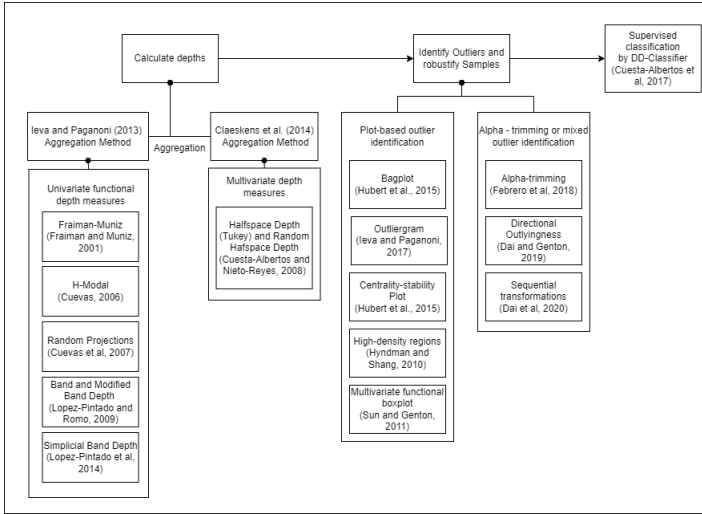 Calculate depths
Identify Outliers and
robustify Samples
Supervised
classification
by DD-Classifier
(Cuesta-Albertos et
al, 2017)
Ieva and Paganoni (2013)
Aggregation Method
Aggregation
Claeskens et al. (2014)
Aggregation Method
Plot-based outlier
identification
Alpha - trimming or mixed
outlier identification
Univariate functional
depth measures
Fraiman-Muniz
(Fraiman and Muniz,
2001)
H-Modal
(Cuevas, 2006)
Random Projections
(Cuevas et al, 2007)
Band and Modified
Band Depth
(Lopez-Pintado and
Romo, 2009)
Simplicial Band Depth
(Lopez-Pintado et al,
2014)
Multivariate depth
measures
Halfspace Depth
(Tukey) and Random
Hafspace Depth
(Cuesta-Albertos and
Nieto-Reyes, 2008)
Bagplot
(Hubert et al., 2015)
Outliergram
(Ieva and Paganoni,
2017)
Centrality-stability
Plot
(Hubert et al., 2015)
High-density regions
(Hyndman and
Shang, 2010)
Multivariate functional
boxplot
(Sun and Genton,
2011)
Alpha-trimming
(Febrero et al, 2018)
Directional
Outlyingness
(Dai and Genton,
2019)
Sequential
transformations
(Dai et al, 2020)